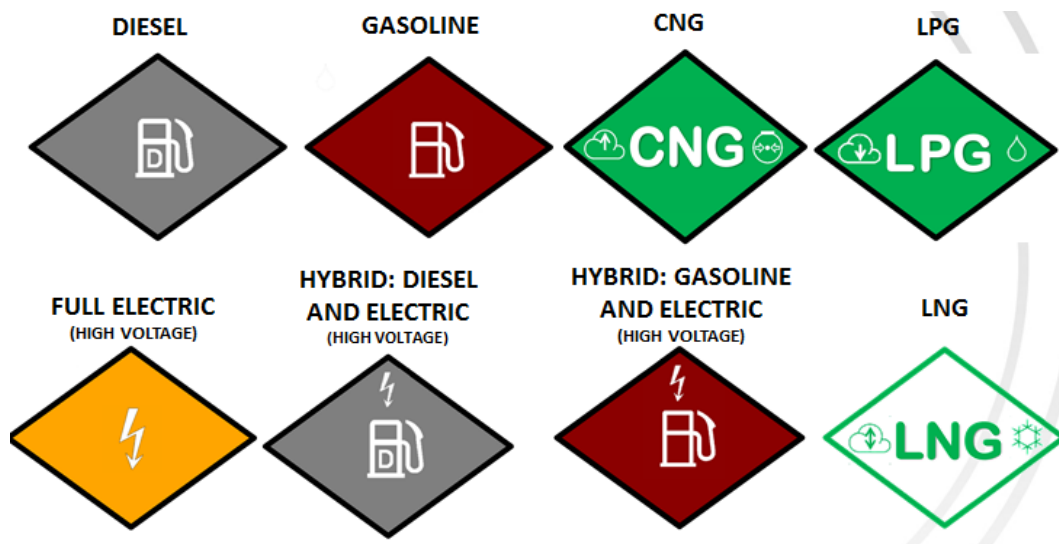 DIESEL
GASOLINE
CNG
LPG
D
CNG
LPG
FULL ELECTRIC
(HIGH VOLTAGE)
HYBRID: DIESEL
AND ELECTRIC
(HIGH VOLTAGE)
HYBRID: GASOLINE
AND ELECTRIC
(HIGH VOLTAGE)
LNG
D
LNG